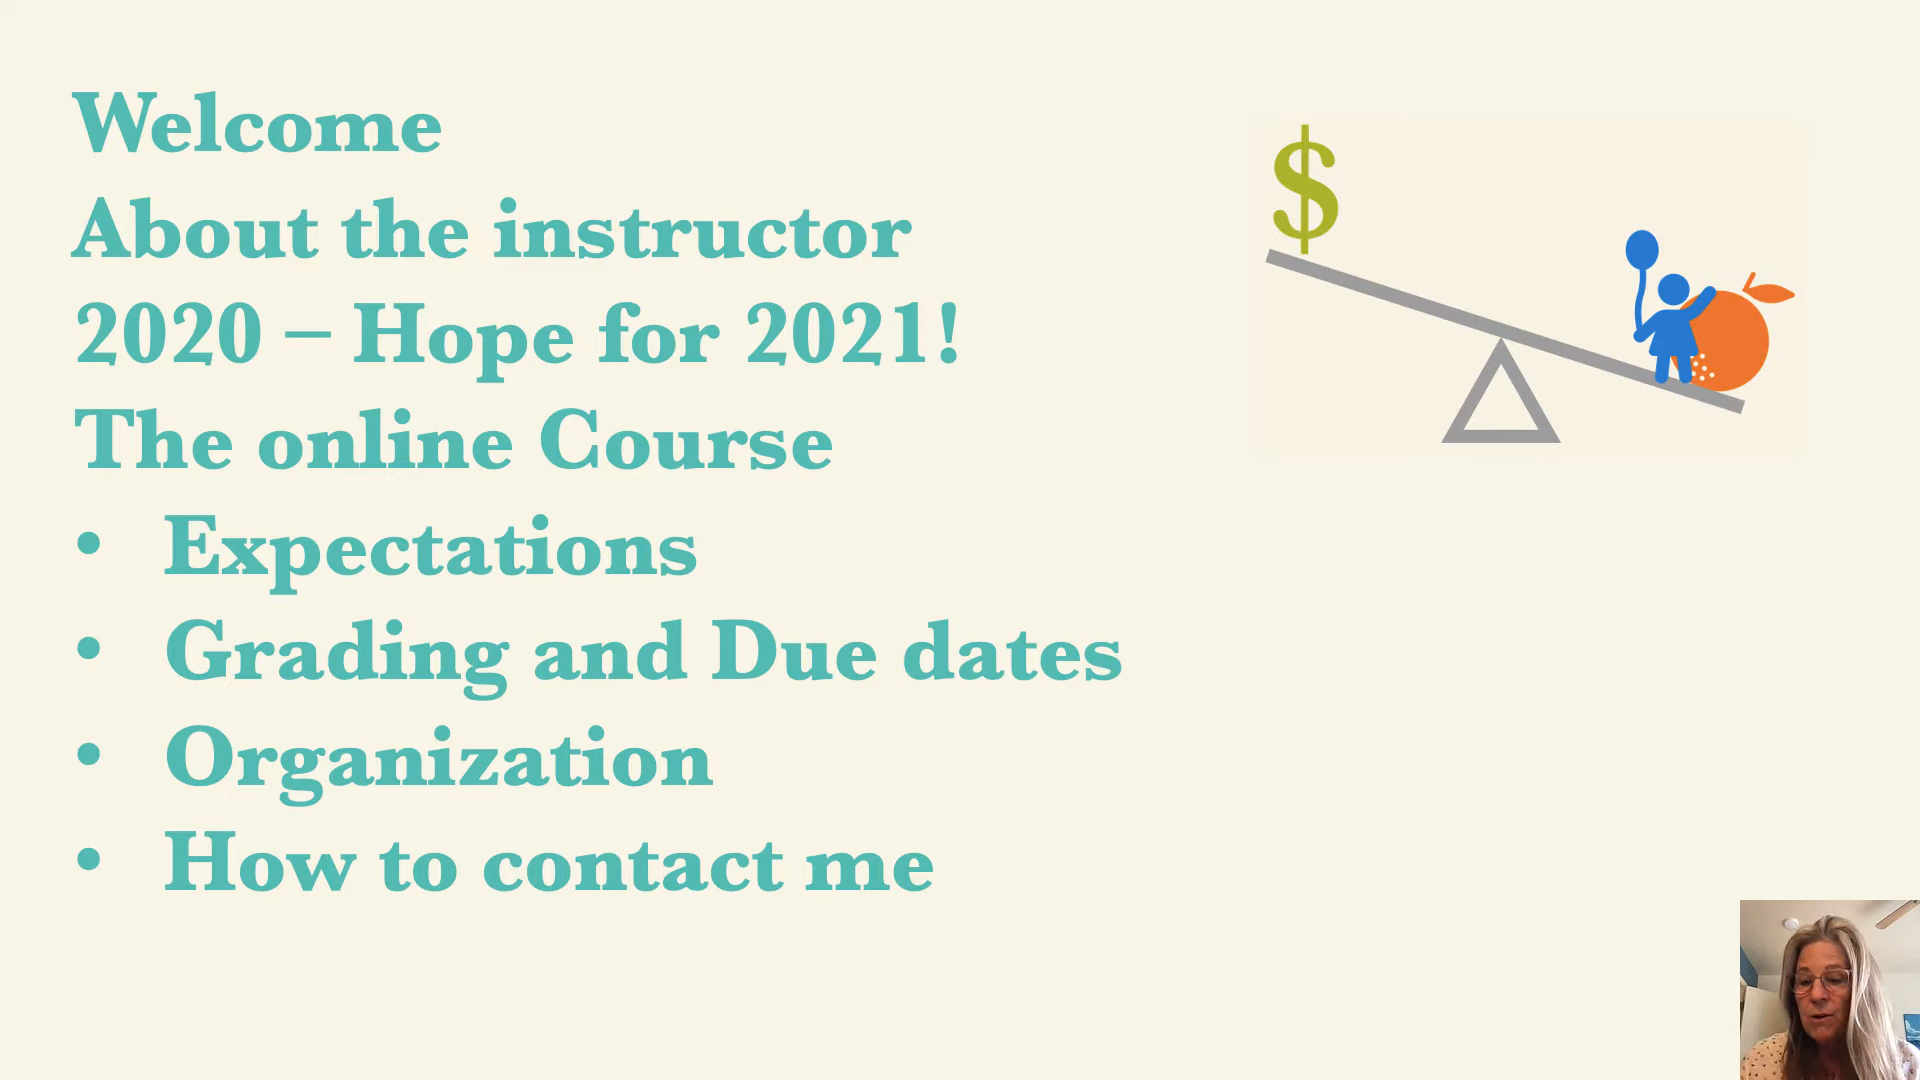 Welcome
About the instructor
2020 – Hope for 2021!
The online Course
• Expectations
• Grading and Due dates
• Organization
• How to contact me
$